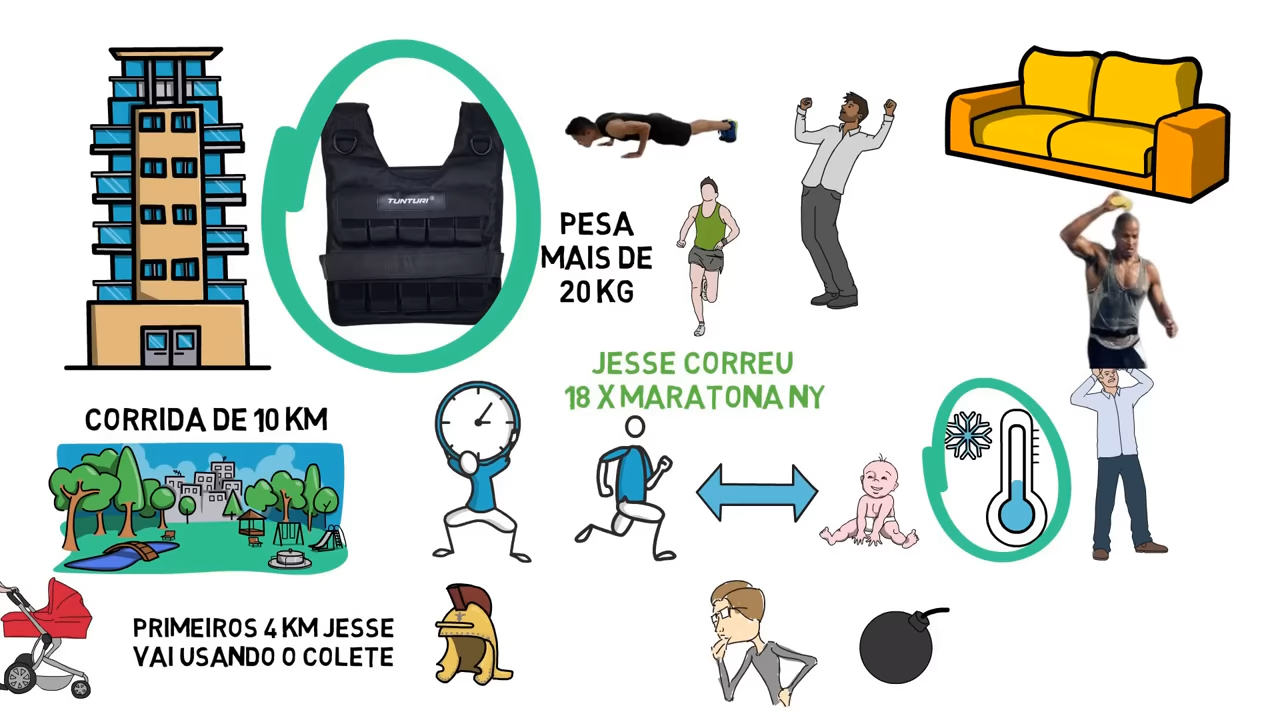 TUNTURI
PESA
MAIS DE
20 KG
JESSE CORREU
18 X MARATONA NY
CORRIDA DE 10 KM
PRIMEIROS 4 KM JESSE
VAI USANDO O COLETE